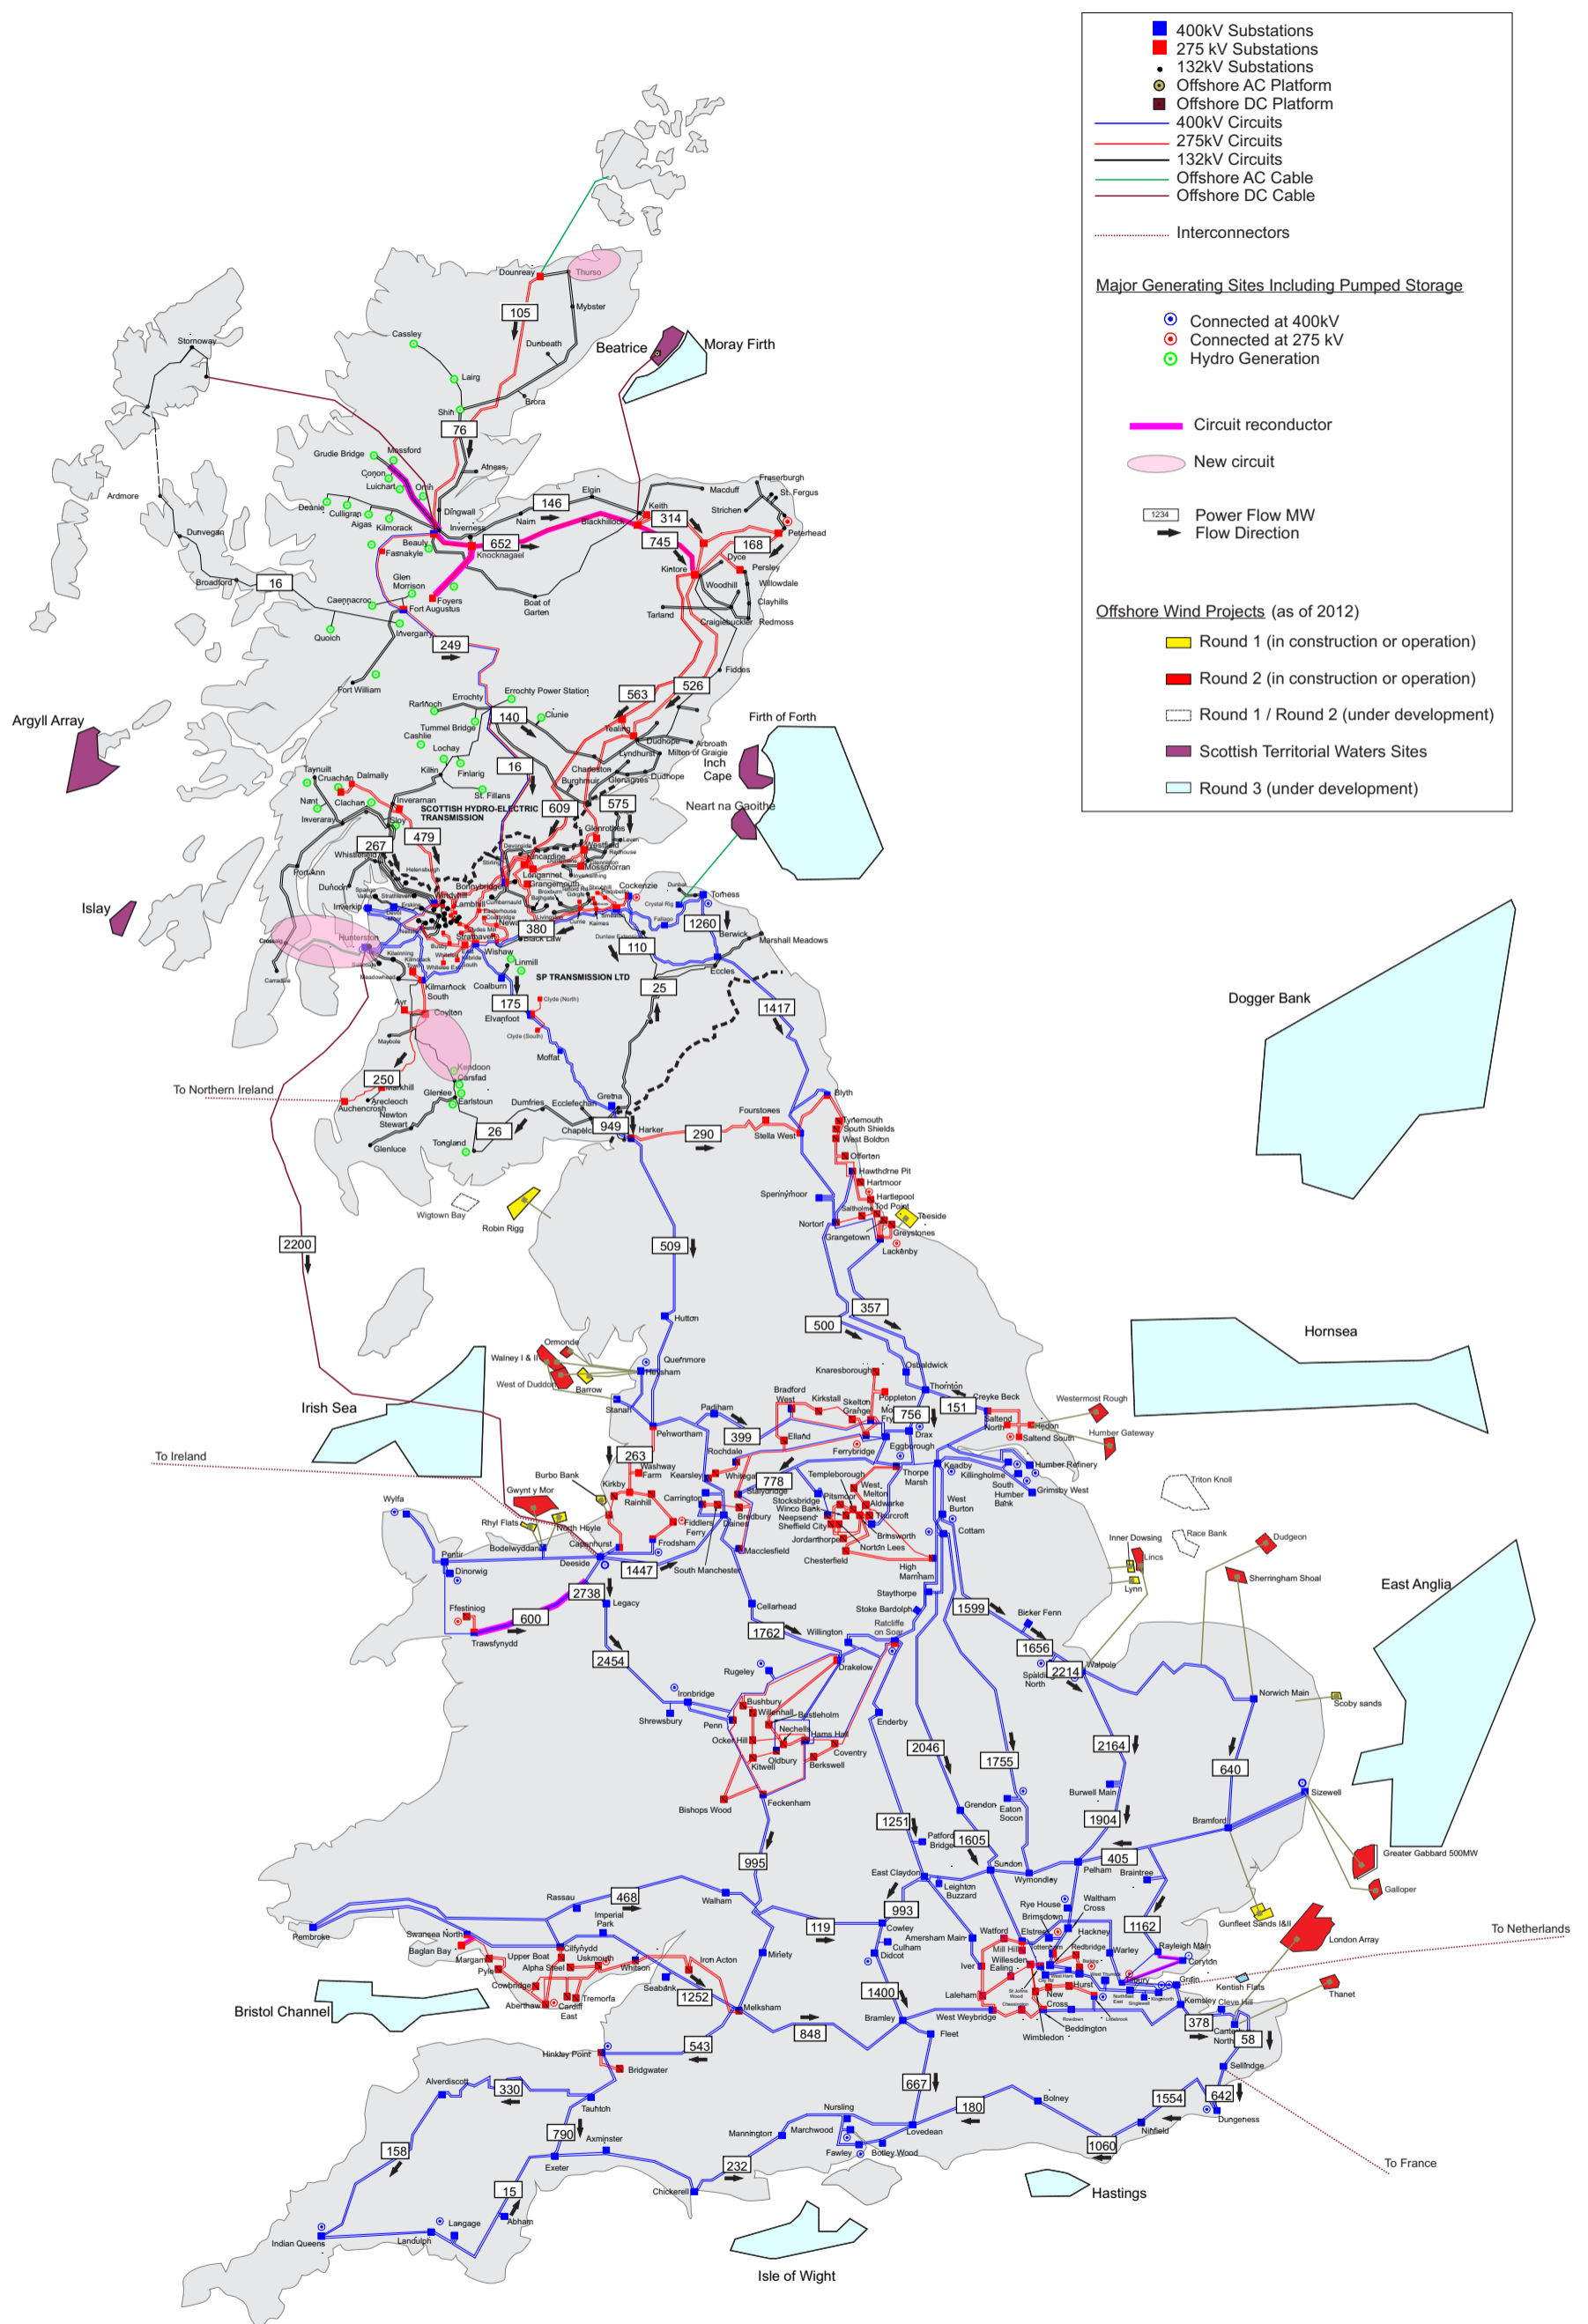 400kV Substations
275 kV Substations
132kV Substations
Offshore AC Platform
Offshore DC Platform
400kV Circuits
275kV Circuits
132kV Circuits
Offshore AC Cable
Offshore DC Cable
Interconnectors
Major Generating Sites Including Pumped Storage
Connected at 400kV
Connected at 275 kV
Hydro Generation
Circuit reconductor
New circuit
1234 Power Flow MW
Flow Direction
Offshore Wind Projects (as of 2012)
Round 1 (in construction or operation)
Round 2 (in construction or operation)
Round 1 / Round 2 (under development)
Scottish Territorial Waters Sites
Round 3 (under development)
Dounreay
Thurso
105
Mybster
Cassley
Dunbeath
Stornoway
Beatrice
Moray Firth
Lairg
Brora
Shin
76
Grudie Bridge
Mossford
Alness
Conon
Luichart
Orrin
Ardmore
Deanie
Culligran
Aigas
Kilmorack
Dingwall
146
Elgin
Keith
Macduff
Fraserburgh
St. Fergus
Strichen
Nairn
Blackhillock
314
Inverness
Dunvegan
Beauly
652
Knocknagael
745
168
Peterhead
Fasnakyle
Dyce
Persley
Kintore
Woodhill
Willowdale
Broadford
16
Glen
Morrison
Foyers
Boat of
Garten
Tarland
Clayhills
Craigiebuckler
Redmoss
Fort Augustus
Quoich
Invergarry
249
Fiddes
Fort William
563
526
Errochty
Errochty Power Station
Rannoch
140
Clunie
Tummel Bridge
Cashlie
Tealing
Dudhope
Arbroath
Milton of Graigie
Lyndhurst
Argyll Array
Firth of Forth
Inch
Cape
Lochay
Killin
Finlarig
16
Charleston
Burghmuir
Glenagnes
Dudhope
Taynuilt
Cruachan
Dalmally
St. Fillans
Nant
Clachan
Inverarnan
SCOTTISH HYDRO-ELECTRIC
TRANSMISSION
609
575
Neart na Gaoithe
Inveraray
Sloy
267
479
Glenrothes
Westfield
Whistlefield
Helensburgh
Kincardine
Mossmorran
Longannet
Port Ann
Dunoon
Bonnybridge
Grangemouth
Cockenzie
Dunbar
Torness
Crystal Rig
Islay
Inverkip
Windyhill
Lambhill
Cumbernauld
Fallago
1260
380
Black Law
Berwick
Crossaig
Hunterston
Strathaven
Wishaw
110
Marshall Meadows
Eccles
Carradale
Linmill
SP TRANSMISSION LTD
Meadowhead
Kilmarnock
South
Coalburn
25
175
Clyde (North)
1417
Ayr
Coylton
Elvanfoot
Clyde (South)
Maybole
Moffat
Dogger Bank
Kendoon
Carsfad
250
Markhill
To Northern Ireland
Arecleoch
Auchencrosh
Glenlee
Earlstoun
Newton
Stewart
Dumfries
Ecclefechan
Gretna
Blyth
Fourstones
Tynemouth
South Shields
West Boldon
26
949
Harker
290
Stella West
Glenluce
Tongland
Offerton
Hawthorne Pit
Hartmoor
Wigtown Bay
Robin Rigg
Spennymoor
Hartlepool
Saltholme
Tod Point
Teeside
Greystones
Grangetown
Lackenby
2200
509
357
Hutton
500
Hornsea
Ormonde
Quernmore
Walney I & II
Heysham
West of Duddon
Barrow
Knaresborough
Osbaldwick
Thornton
Stanah
Bradford
West
Kirkstall
Skelton
Grange
Poppleton
Creyke Beck
Westermost Rough
Irish Sea
Padiham
756
151
Saltend
North
Hedon
Saltend South
Humber Gateway
Penwortham
399
Elland
Drax
To Ireland
263
Rochdale
Ferrybridge
Eggborough
Washway
Farm
Kearsley
Whitegate
Keadby
Killingholme
Humber Refinery
Triton Knoll
Burbo Bank
Kirkby
Stalybridge
778
Templeborough
Thorpe
Marsh
South
Humber
Bank
Grimsby West
Gwynt y Mor
Rainhill
Carrington
Stocksbridge
Pitsmoor
West
Melton
Aldwarke
West
Burton
Wylfa
Winco Bank
Neepsend
Thurcroft
Rhyl Flats
North Hoyle
Fiddlers
Ferry
Bredbury
Daines
Sheffield City
Brinsworth
Cottam
Inner Dowsing
Race Bank
Dudgeon
Bodelwyddan
Capenhurst
Frodsham
Jordanthorpe
Norton Lees
Lincs
Pentir
Deeside
Macclesfield
Chesterfield
High
Marnham
Lynn
Sherringham Shoal
East Anglia
Dinorwig
1447
South Manchester
2738
Legacy
Staythorpe
Cellarhead
Stoke Bardolph
1599
Bicker Fenn
Ffestiniog
600
Trawsfynydd
1762
Willington
Ratcliffe
on Soar
1656
2454
2214
Walpole
Spalding
North
Rugeley
Drakelow
Norwich Main
Scoby sands
Ironbridge
Bushbury
Willenhall
Bustleholm
Enderby
Shrewsbury
Penn
Nechells
Hams Hall
Ocker Hill
Coventry
Oldbury
Berkswell
Kitwell
2046
1755
2164
640
Burwell Main
Sizewell
Bishops Wood
Feckenham
Grendon
Eaton
Socon
1251
1904
Bramford
Patford
Bridge
1605
995
405
Greater Gabbard 500MW
East Claydon
Sundon
Pelham
Wymondley
Braintree
Galloper
Rassau
468
Walham
Leighton
Buzzard
993
Rye House
Waltham
Cross
1162
Gunfleet Sands I&II
London Array
Pembroke
Imperial
Park
119
Cowley
Brimsdown
Hackney
To Netherlands
Swansea North
Amersham Main
Watford
Elstree
Cilfynydd
Baglan Bay
Culham
Didcot
Mill Hill
Redbridge
Warley
Rayleigh Main
Margam
Upper Boat
Uskmouth
Iron Acton
Minety
Willesden
Ealing
Coryton
Pyle
Alpha Steel
Whitson
Iver
Tilbury
Grain
Cowbridge
Seabank
Hurst
Kentish Flats
Thanet
Aberthaw
Tremorfa
Cardiff
East
1252
1400
Laleham
New
Cross
Kemsley
Cleve Hill
Bristol Channel
Melksham
Bramley
West Weybridge
Beddington
Wimbledon
378
Canterbury
North
58
848
Fleet
543
Hinkley Point
Bridgwater
Sellindge
Alverdiscott
330
Taunton
667
1554
642
180
Bolney
Dungeness
Nursling
Ninfield
790
Axminster
Mannington
Marchwood
Lovedean
158
Fawley
Botley Wood
1060
Exeter
232
To France
15
Chickerell
Hastings
Langage
Abham
Indian Queens
Landulph
Isle of Wight